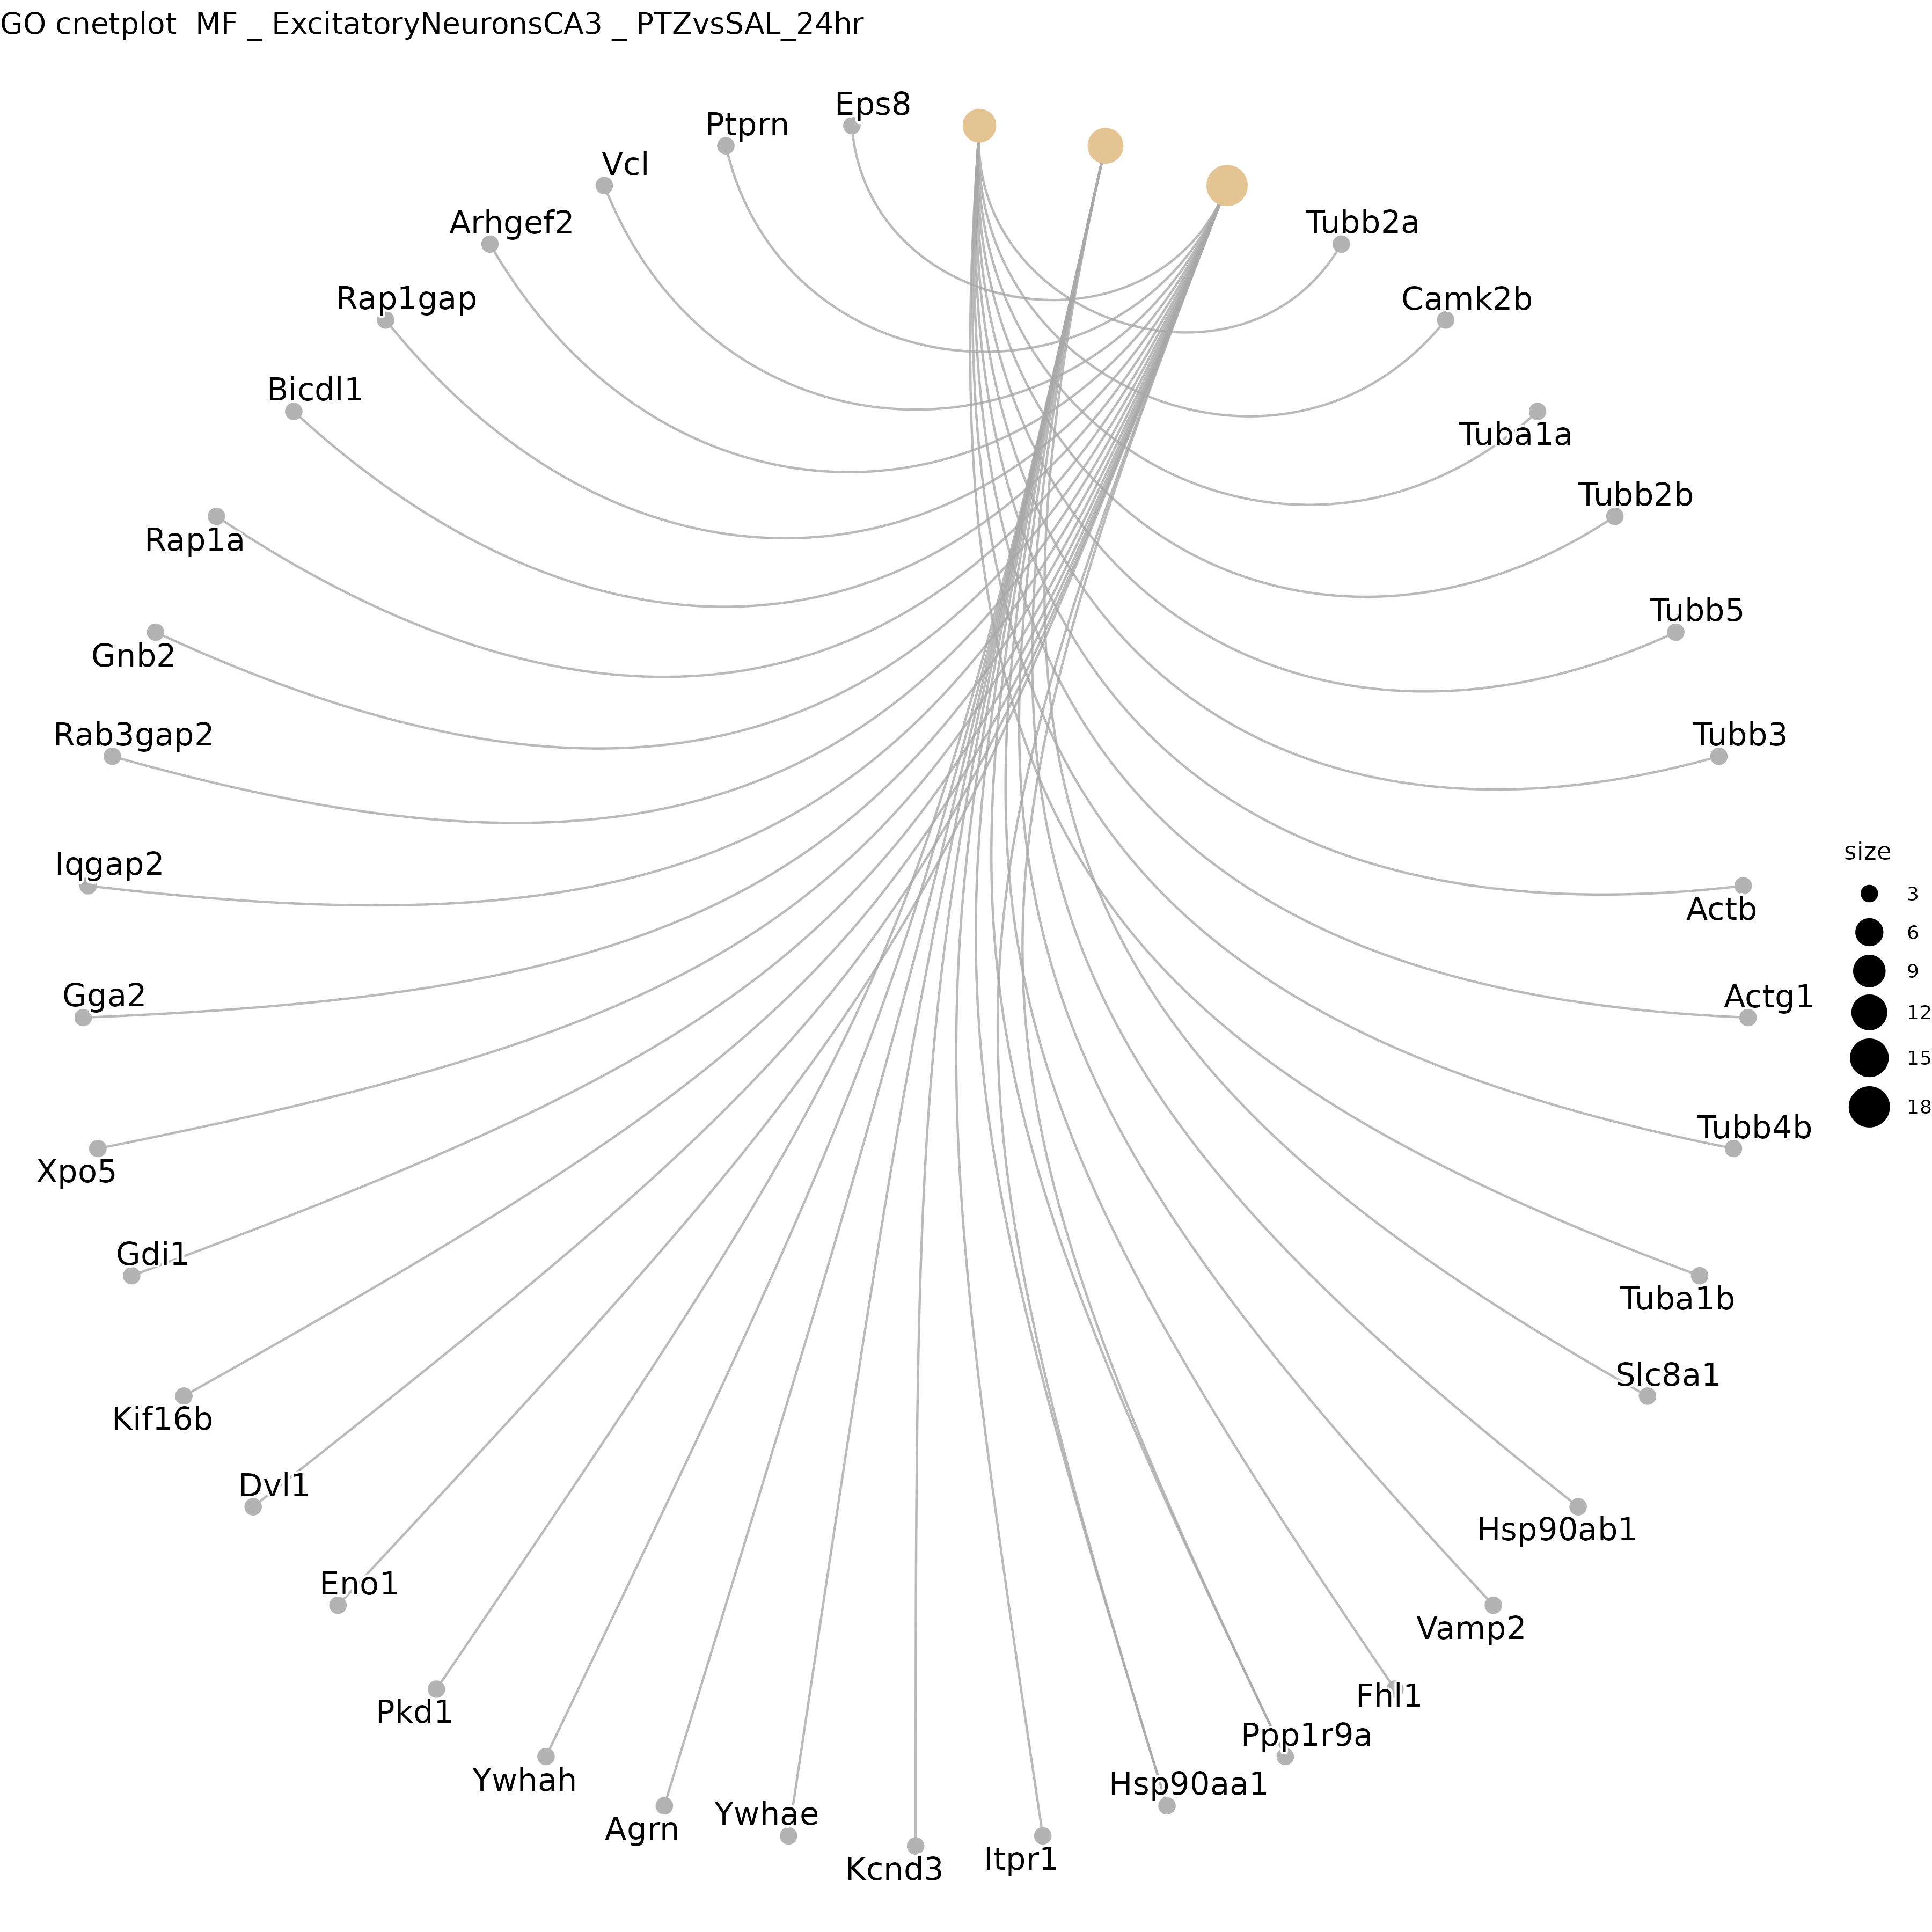 GO cnetplot  MF _ ExcitatoryNeuronsCA3 _ PTZvsSAL_24hr
Eps8
Ptprn
Vcl
Arhgef2
Tubb2a
Rap1gap
Camk2b
Bicdl1
Tuba1a
Tubb2b
Rap1a
Tubb5
Gnb2
Rab3gap2
Tubb3
size
Iqgap2
3
Actb
6
9
Gga2
Actg1
12
15
18
Tubb4b
Xpo5
Gdi1
Tuba1b
Slc8a1
Kif16b
Dvl1
Hsp90ab1
Eno1
Vamp2
Fhl1
Pkd1
Ppp1r9a
Ywhah
Hsp90aa1
Ywhae
Agrn
Itpr1
Kcnd3